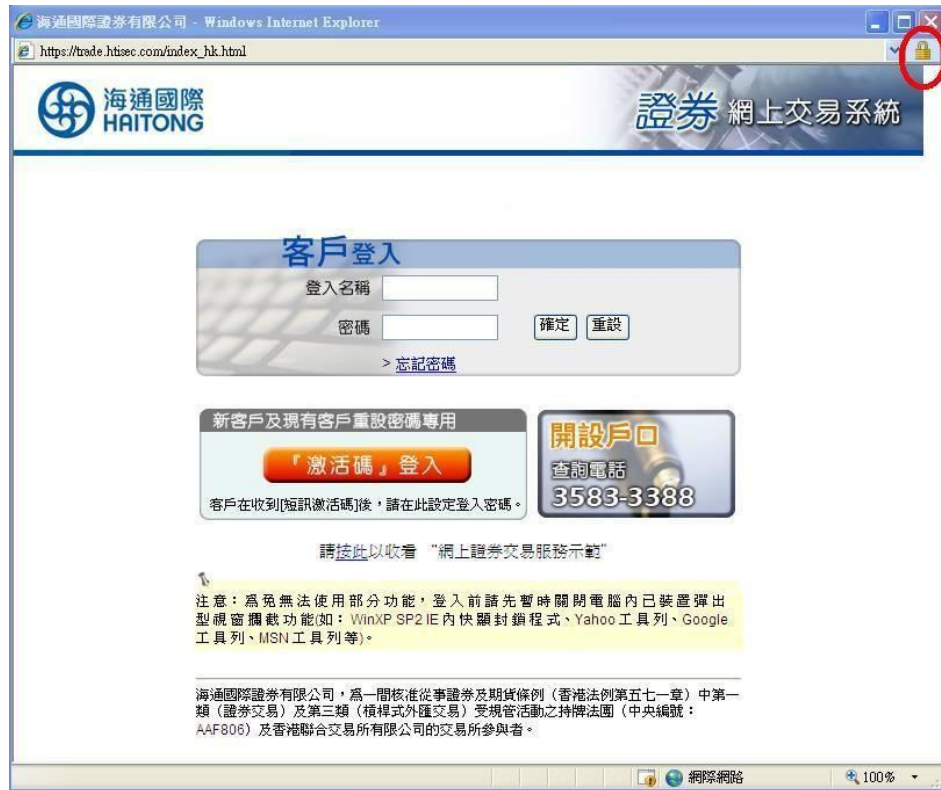 海通國際證券有限公司 - Windows Internet Explorer
https://trade.htisec.com/index_hk.html
海通國際
HAITONG
證券 網上交易系統
客戶登入
登入名稱
密碼
確定 重設
> 忘記密碼
新客戶及現有客戶重設密碼專用
『激活碼』登入
客戶在收到[短訊激活碼]後，請在此設定登入密碼。
開設戶口
查詢電話
3583-3388
請按此以收看 “網上證券交易服務示範”
注意：為免無法使用部分功能，登入前請先暫時關閉電腦內已裝置彈出
型視窗攔截功能(如： WinXP SP2 IE 內快顯封鎖程式、Yahoo 工具列、Google
工具列、MSN 工具列等)。
海通國際證券有限公司，為一間核准從事證券及期貨條例（香港法例第五七一章）中第一
類（證券交易）及第三類（槓桿式外匯交易）受規管活動之持牌法團（中央編號：
AAF806）及香港聯合交易所有限公司的交易所參與者。
網際網路 100%